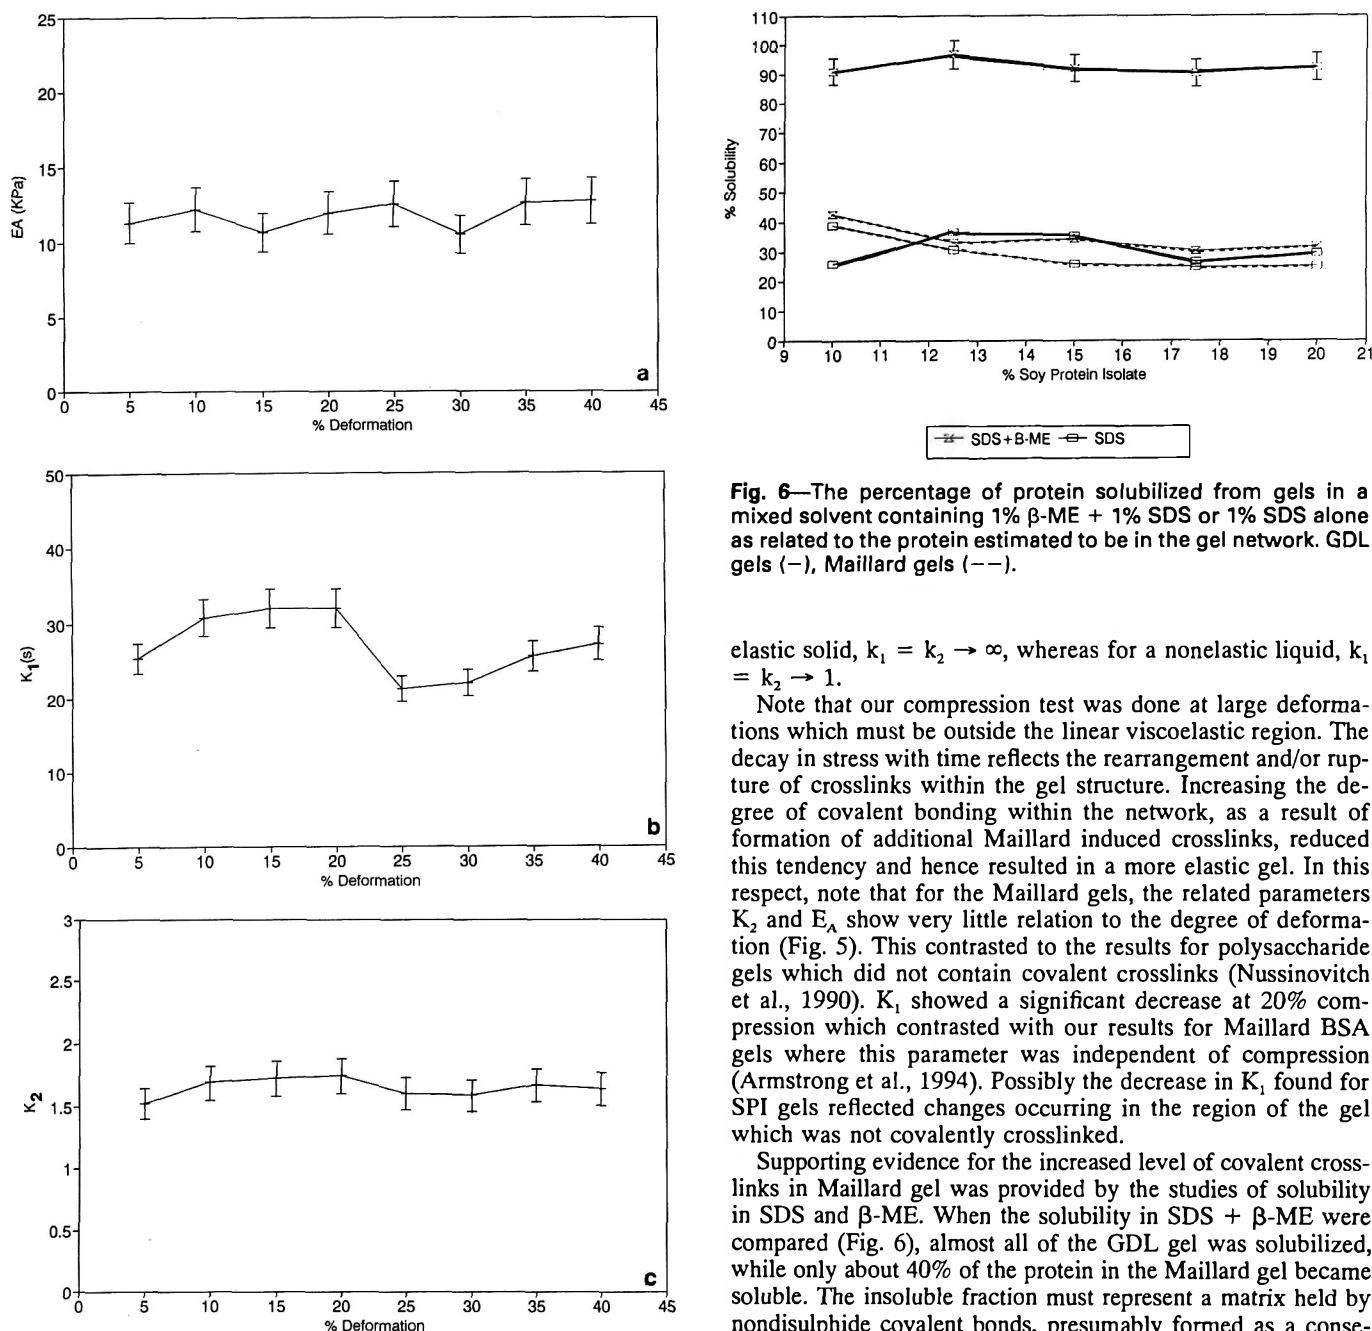 25
20
15
10
5
0
EA (KPa)
0 5 10 15 20 25 30 35 40 45
% Deformation
a
50
40
30
20
10
0
K₁(s)
0 5 10 15 20 25 30 35 40 45
% Deformation
b
3
2.5
2
1.5
1
0.5
0
K₂
0 5 10 15 20 25 30 35 40 45
% Deformation
c
110
100
90
80
70
60
50
40
30
20
10
0
% Solubility
9 10 11 12 13 14 15 16 17 18 19 20 21
% Soy Protein Isolate
SDS+B-ME SDS
Fig. 6—The percentage of protein solubilized from gels in a
mixed solvent containing 1% β-ME + 1% SDS or 1% SDS alone
as related to the protein estimated to be in the gel network. GDL
gels (−), Maillard gels (−−).
elastic solid, k₁ = k₂ → ∞, whereas for a nonelastic liquid, k₁
= k₂ → 1.
Note that our compression test was done at large deforma-
tions which must be outside the linear viscoelastic region. The
decay in stress with time reflects the rearrangement and/or rup-
ture of crosslinks within the gel structure. Increasing the de-
gree of covalent bonding within the network, as a result of
formation of additional Maillard induced crosslinks, reduced
this tendency and hence resulted in a more elastic gel. In this
respect, note that for the Maillard gels, the related parameters
K₂ and E_A show very little relation to the degree of deforma-
tion (Fig. 5). This contrasted to the results for polysaccharide
gels which did not contain covalent crosslinks (Nussinovitch
et al., 1990). K₁ showed a significant decrease at 20% com-
pression which contrasted with our results for Maillard BSA
gels where this parameter was independent of compression
(Armstrong et al., 1994). Possibly the decrease in K₁ found for
SPI gels reflected changes occurring in the region of the gel
which was not covalently crosslinked.
Supporting evidence for the increased level of covalent cross-
links in Maillard gel was provided by the studies of solubility
in SDS and β-ME. When the solubility in SDS + β-ME were
compared (Fig. 6), almost all of the GDL gel was solubilized,
while only about 40% of the protein in the Maillard gel became
soluble. The insoluble fraction must represent a matrix held by
nondisulphide covalent bonds, presumably formed as a conse-